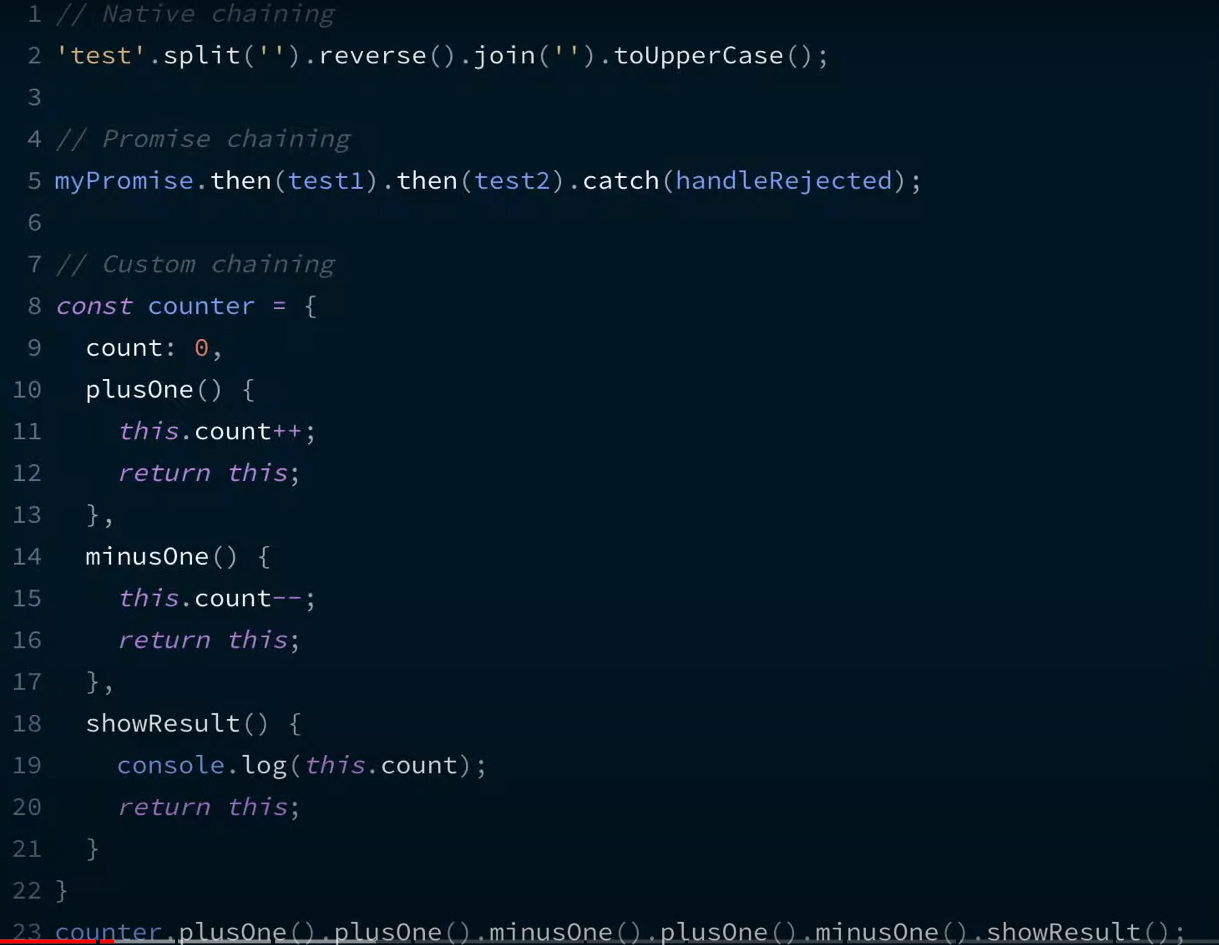 1 // Native chaining
2 'test'.split('').reverse().join('').toUpperCase();
3
4 // Promise chaining
5 myPromise.then(test1).then(test2).catch(handleRejected);
6
7 // Custom chaining
8 const counter = {
9   count: 0,
10   plusOne() {
11     this.count++;
12     return this;
13   },
14   minusOne() {
15     this.count--;
16     return this;
17   },
18   showResult() {
19     console.log(this.count);
20     return this;
21   }
22 }
23 counter.plusOne().plusOne().minusOne().plusOne().minusOne().showResult();